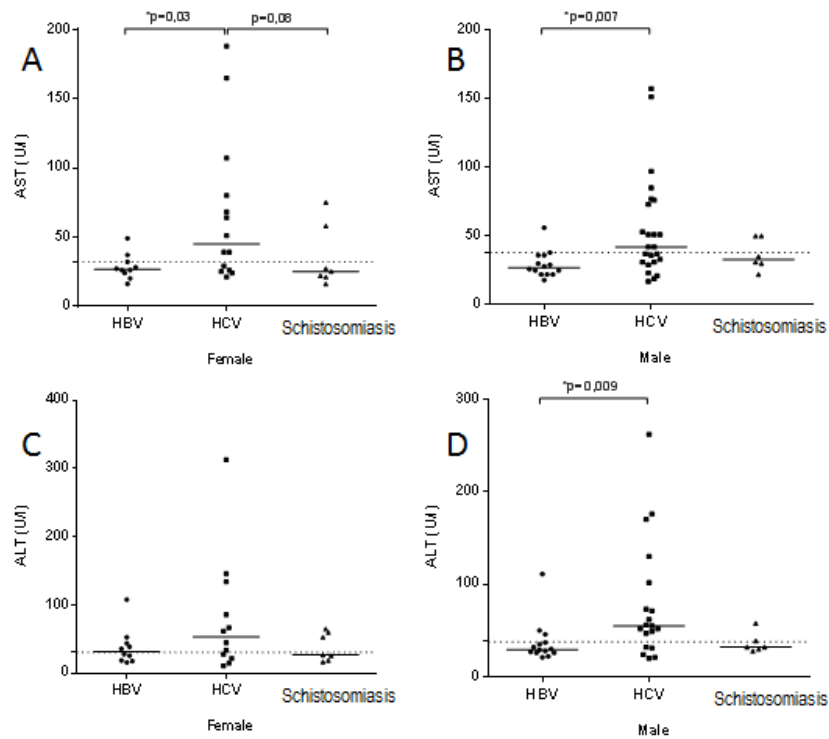 *p=0,03 p=0,08
A
200
150
100
50
0
AST (U/l)
HBV HCV Schistosomiasis
Female
*p=0,007
B
200
150
100
50
0
AST (U/l)
HBV HCV Schistosomiasis
Male
C
400
300
200
100
0
ALT (U/l)
HBV HCV Schistosomiasis
Female
*p=0,009
D
300
200
100
0
ALT (U/l)
HBV HCV Schistosomiasis
Male